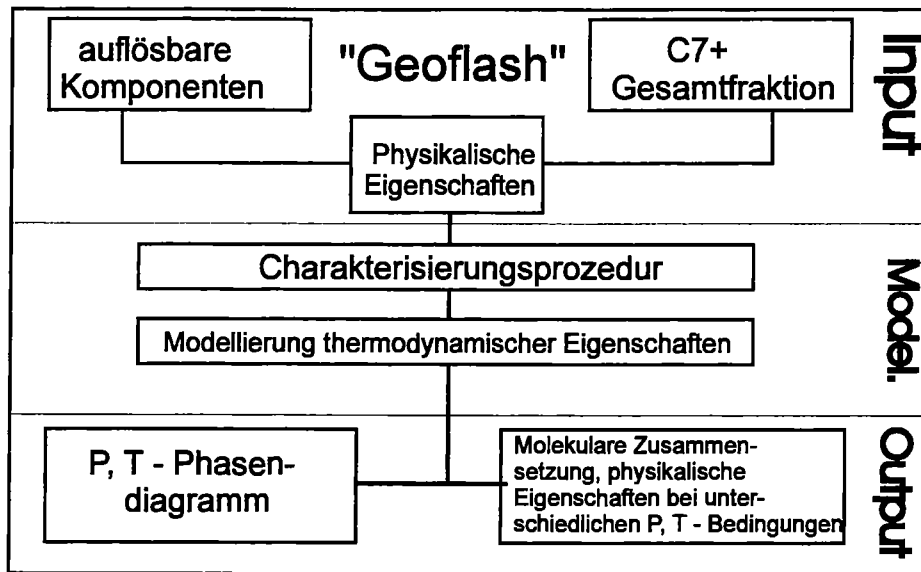 auflösbare
Komponenten
"Geoflash"
C7+
Gesamtfraktion
Input
Physikalische
Eigenschaften
Charakterisierungsprozedur
Modellierung thermodynamischer Eigenschaften
Model.
P, T - Phasen-
diagramm
Molekulare Zusammen-
setzung, physikalische
Eigenschaften bei unter-
schiedlichen P, T - Bedingungen
Output